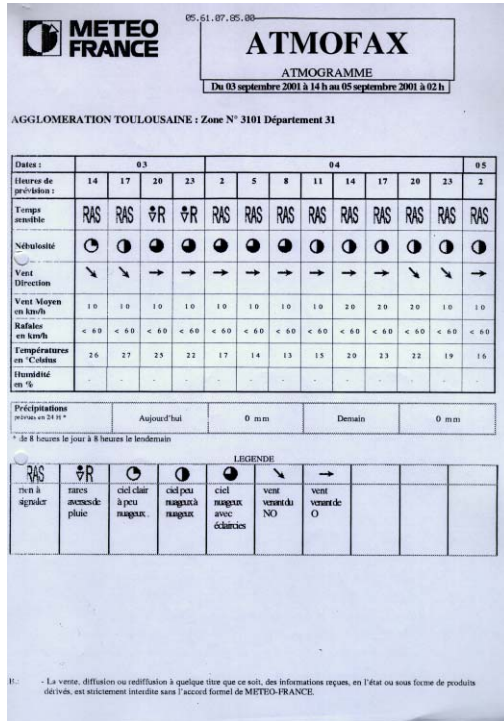 05.61.07.85.00
METEO
FRANCE
ATMOFAX
ATMOGRAMME
Du 03 septembre 2001 à 14 h au 05 septembre 2001 à 02 h
AGGLOMERATION TOULOUSAINE : Zone N° 3101 Département 31
Dates : 03 04 05
Heures de prévision : 14 17 20 23 2 5 8 11 14 17 20 23 2
Temps sensible RAS RAS R R RAS RAS RAS RAS RAS RAS RAS RAS RAS
Nébulosité
Vent Direction
Vent Moyen en km/h 10 10 10 10 10 10 10 10 20 20 20 10 10
Rafales en km/h < 60 < 60 < 60 < 60 < 60 < 60 < 60 < 60 < 60 < 60 < 60 < 60 < 60
Températures en °Celsius 26 27 25 22 17 14 13 15 20 23 22 19 16
Humidité en % - - - - - - - - - - - - -
Précipitations prévues en 24 H * Aujourd'hui 0 mm Demain 0 mm
* de 8 heures le jour à 8 heures le lendemain
LEGENDE
RAS R
rien à signaler
rares averses de pluie
ciel clair à peu nuageux .
ciel peu nuageux à nuageux
ciel nuageux avec éclaircies
vent venant du NO
vent venant de O
- La vente, diffusion ou rediffusion à quelque titre que ce soit, des informations reçues, en l'état ou sous forme de produits
dérivés, est strictement interdite sans l'accord formel de METEO-FRANCE.